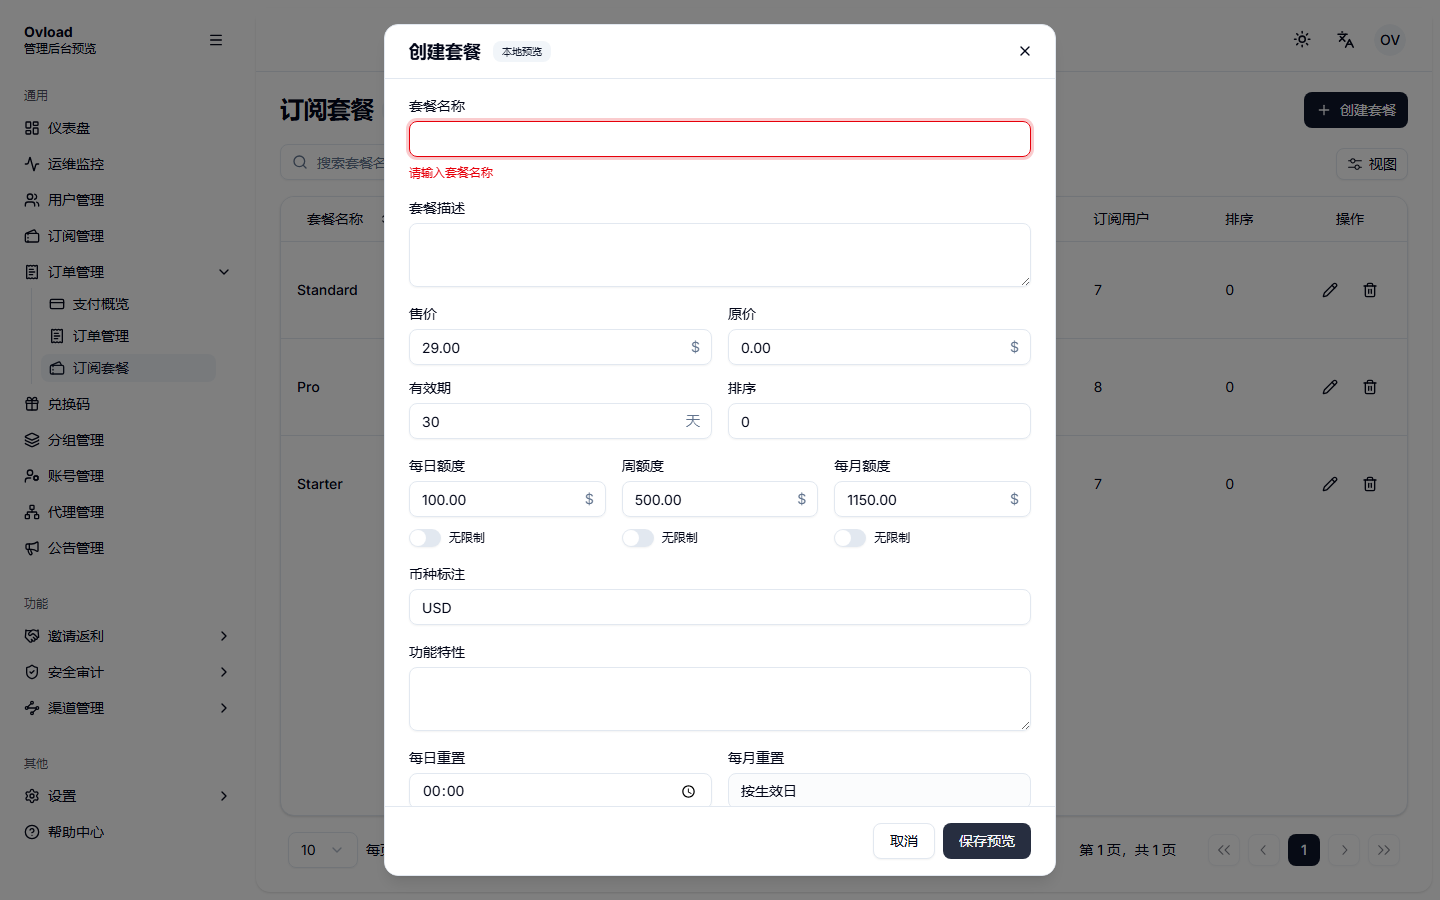 Ovload
管理后台预览
通用
仪表盘
运维监控
用户管理
订阅管理
订单管理
支付概览
订单管理
订阅套餐
兑换码
分组管理
账号管理
代理管理
公告管理
功能
邀请返利
安全审计
渠道管理
其他
设置
帮助中心
OV
订阅套餐
创建套餐
搜索套餐名
视图
套餐名称
订阅用户
排序
操作
Standard
7
0
Pro
8
0
Starter
7
0
10
每页
第 1 页，共 1 页
1
创建套餐
本地预览
套餐名称
请输入套餐名称
套餐描述
售价
原价
29.00 $
0.00 $
有效期
排序
30 天
0
每日额度
周额度
每月额度
100.00 $
500.00 $
1150.00 $
无限制
无限制
无限制
币种标注
USD
功能特性
每日重置
每月重置
00:00
按生效日
取消
保存预览